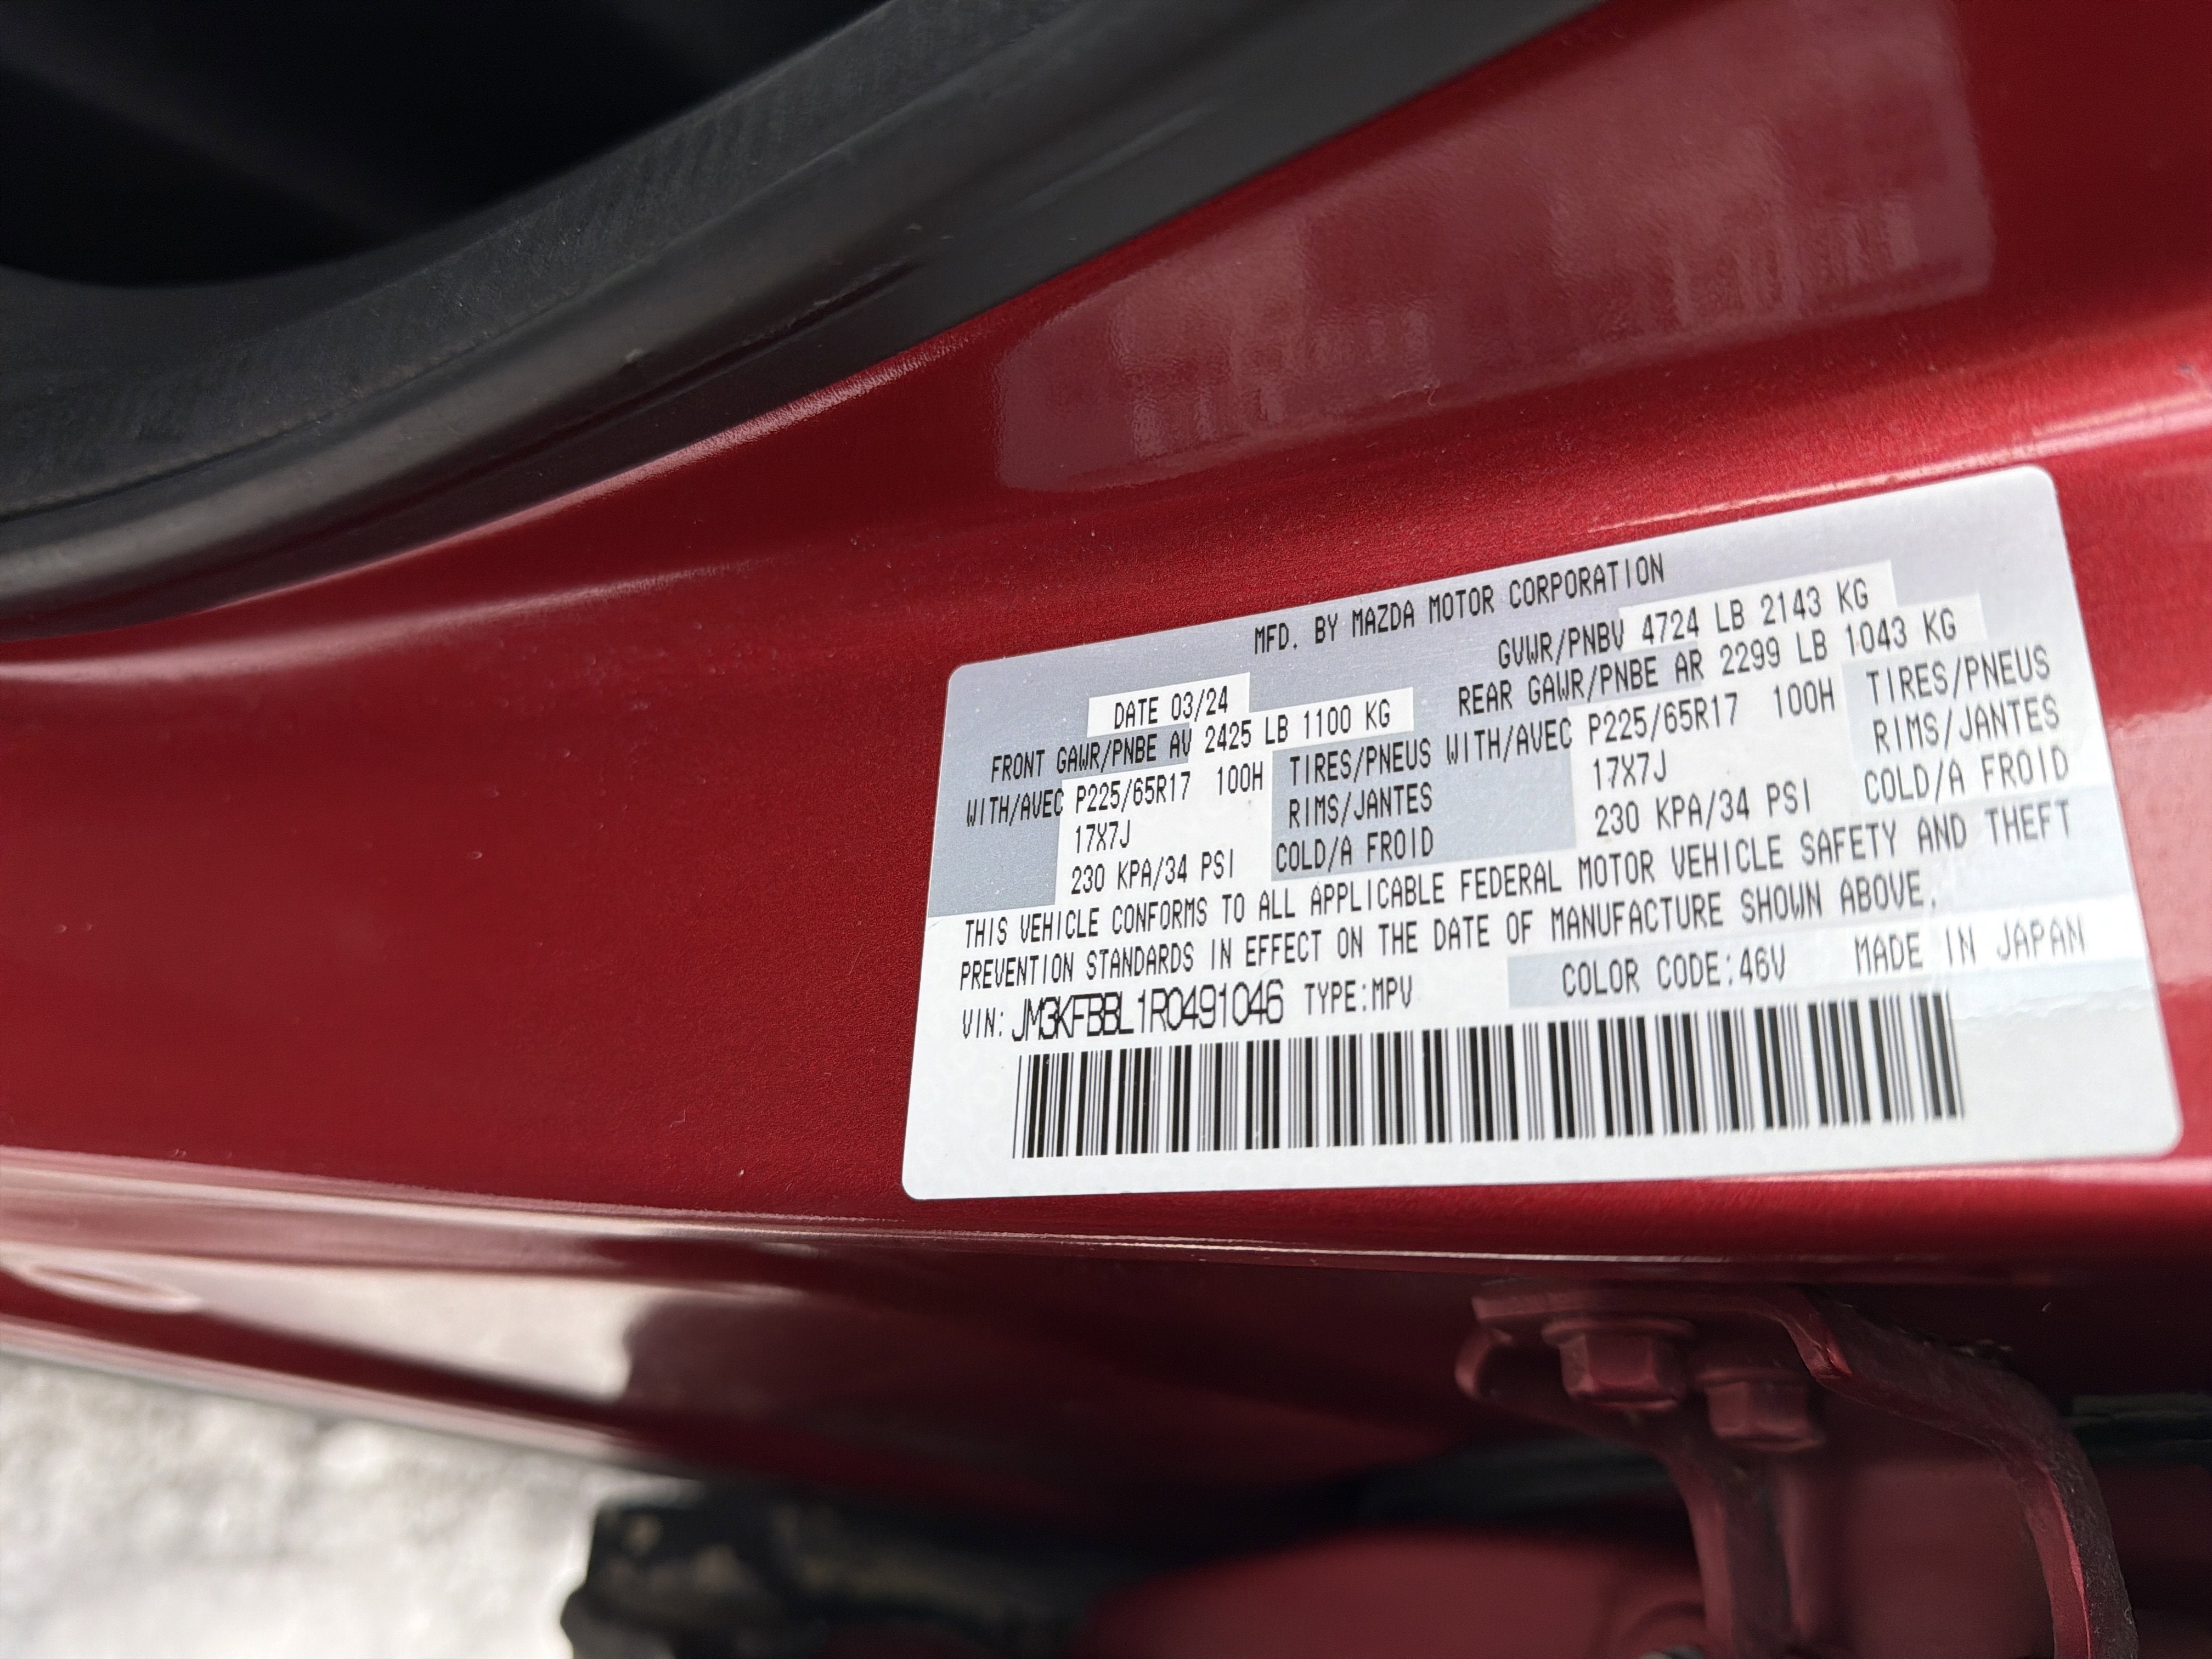 MFD. BY MAZDA MOTOR CORPORATION
DATE 03/24 GVWR/PNBV 4724 LB 2143 KG
FRONT GAWR/PNBE AV 2425 LB 1100 KG REAR GAWR/PNBE AR 2299 LB 1043 KG
WITH/AVEC P225/65R17 100H TIRES/PNEUS WITH/AVEC P225/65R17 100H TIRES/PNEUS
17X7J RIMS/JANTES 17X7J RIMS/JANTES
230 KPA/34 PSI COLD/A FROID 230 KPA/34 PSI COLD/A FROID
THIS VEHICLE CONFORMS TO ALL APPLICABLE FEDERAL MOTOR VEHICLE SAFETY AND THEFT
PREVENTION STANDARDS IN EFFECT ON THE DATE OF MANUFACTURE SHOWN ABOVE.
VIN: JM3KFBBL1R0491046 TYPE:MPV COLOR CODE:46V MADE IN JAPAN